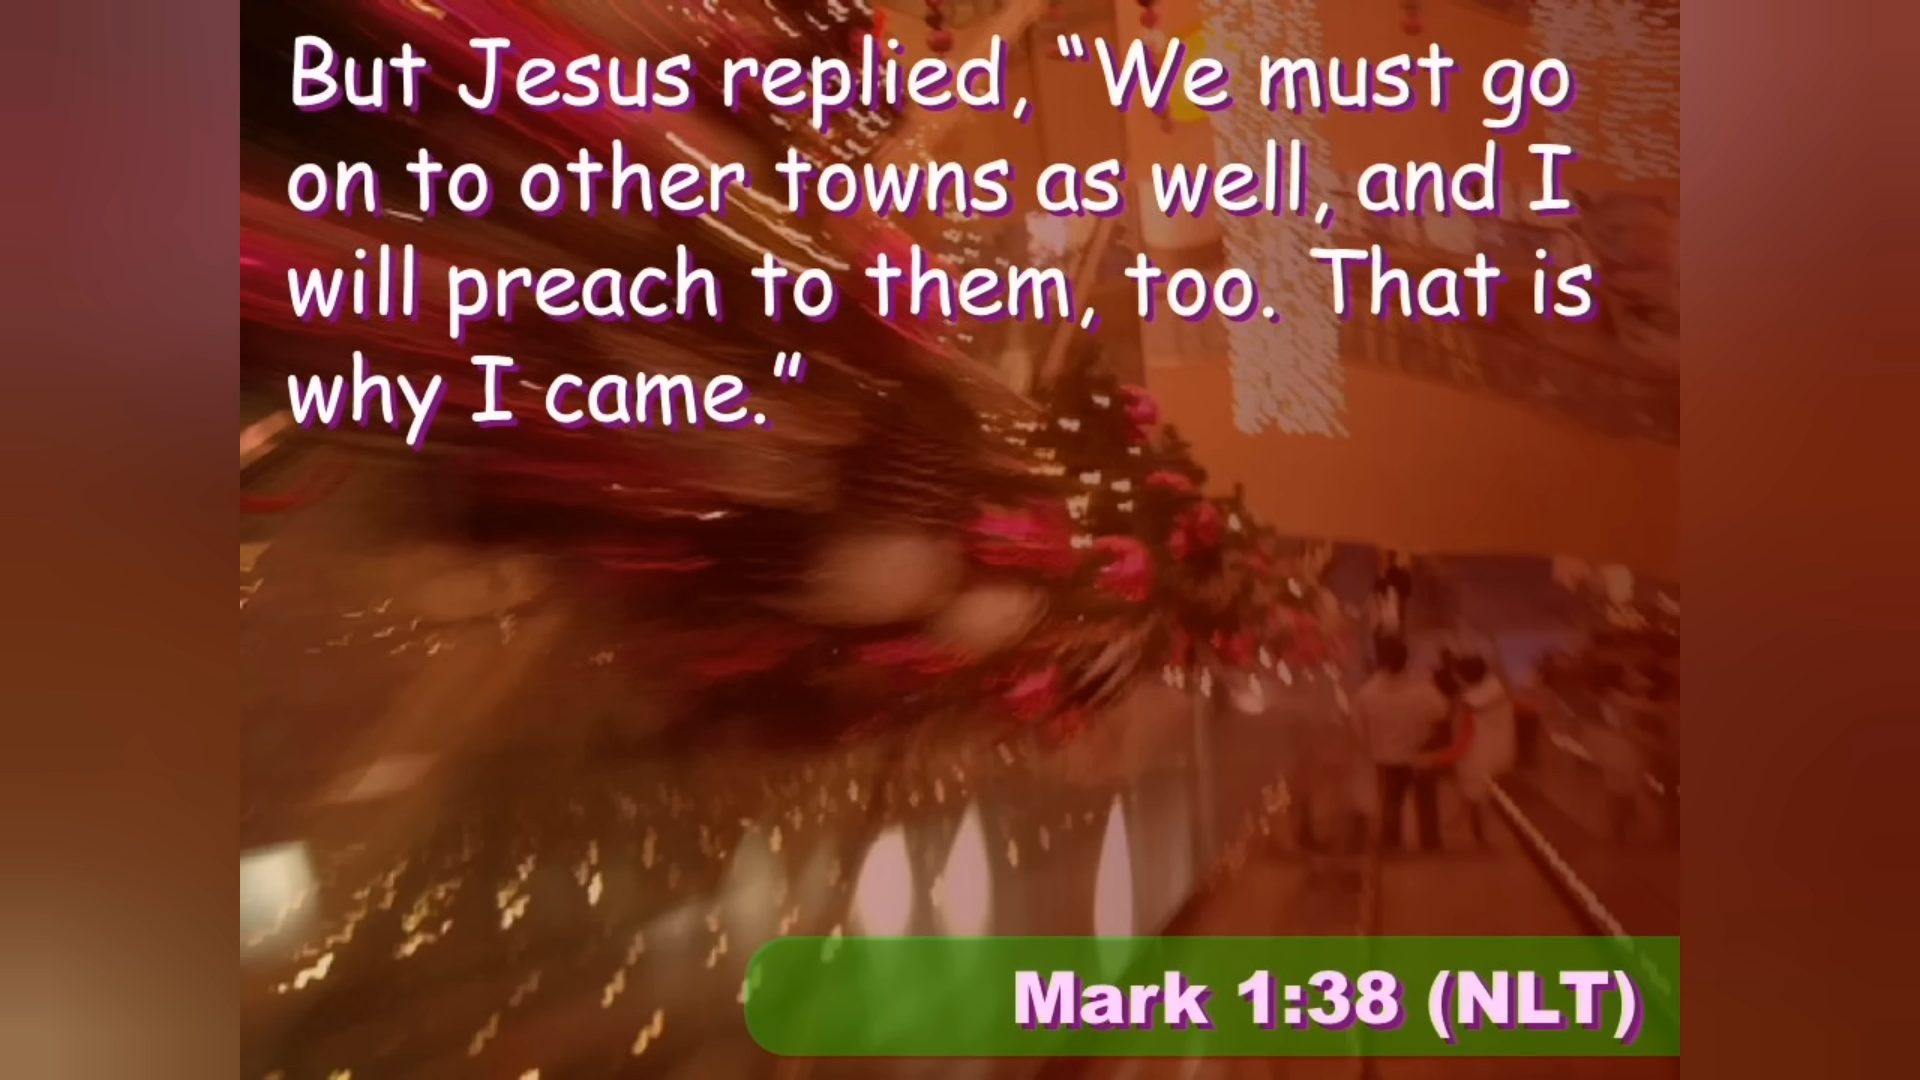 But Jesus replied, “We must go
on to other towns as well, and I
will preach to them, too. That is
why I came.”
Mark 1:38 (NLT)